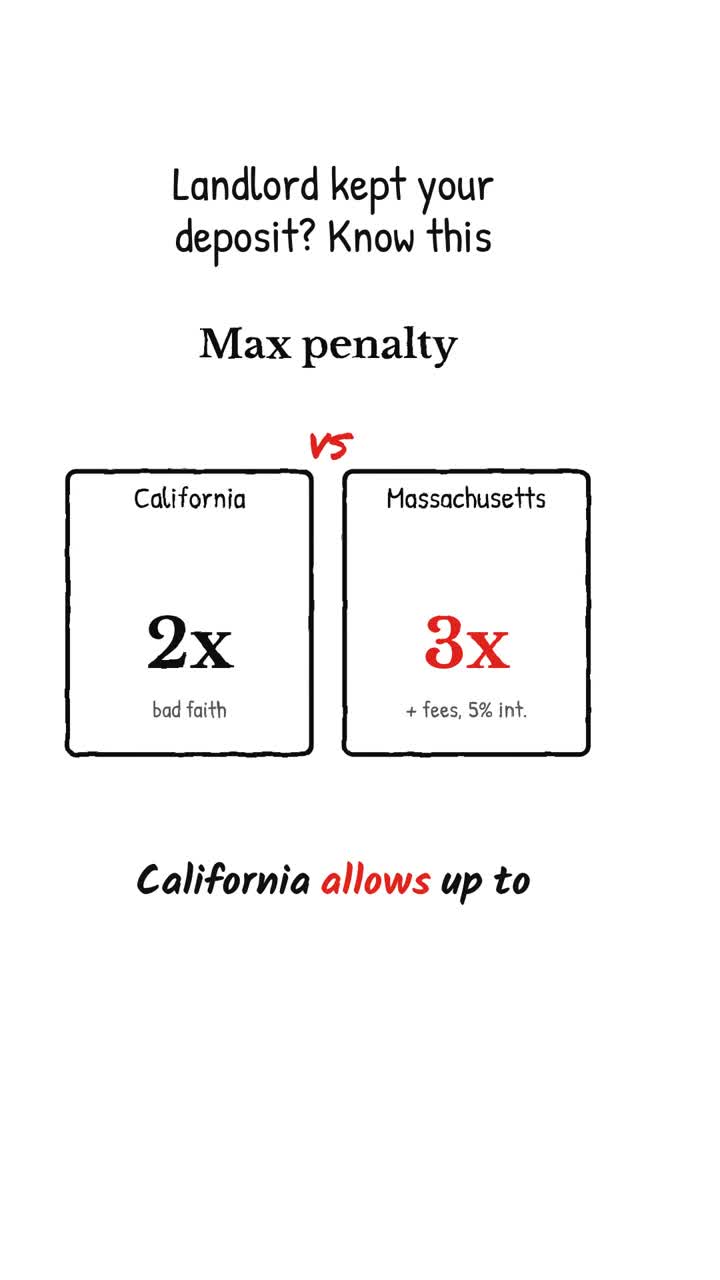 Landlord kept your
deposit? Know this
Max penalty
vs
California
2x
bad faith
Massachusetts
3x
+ fees, 5% int.
California allows up to